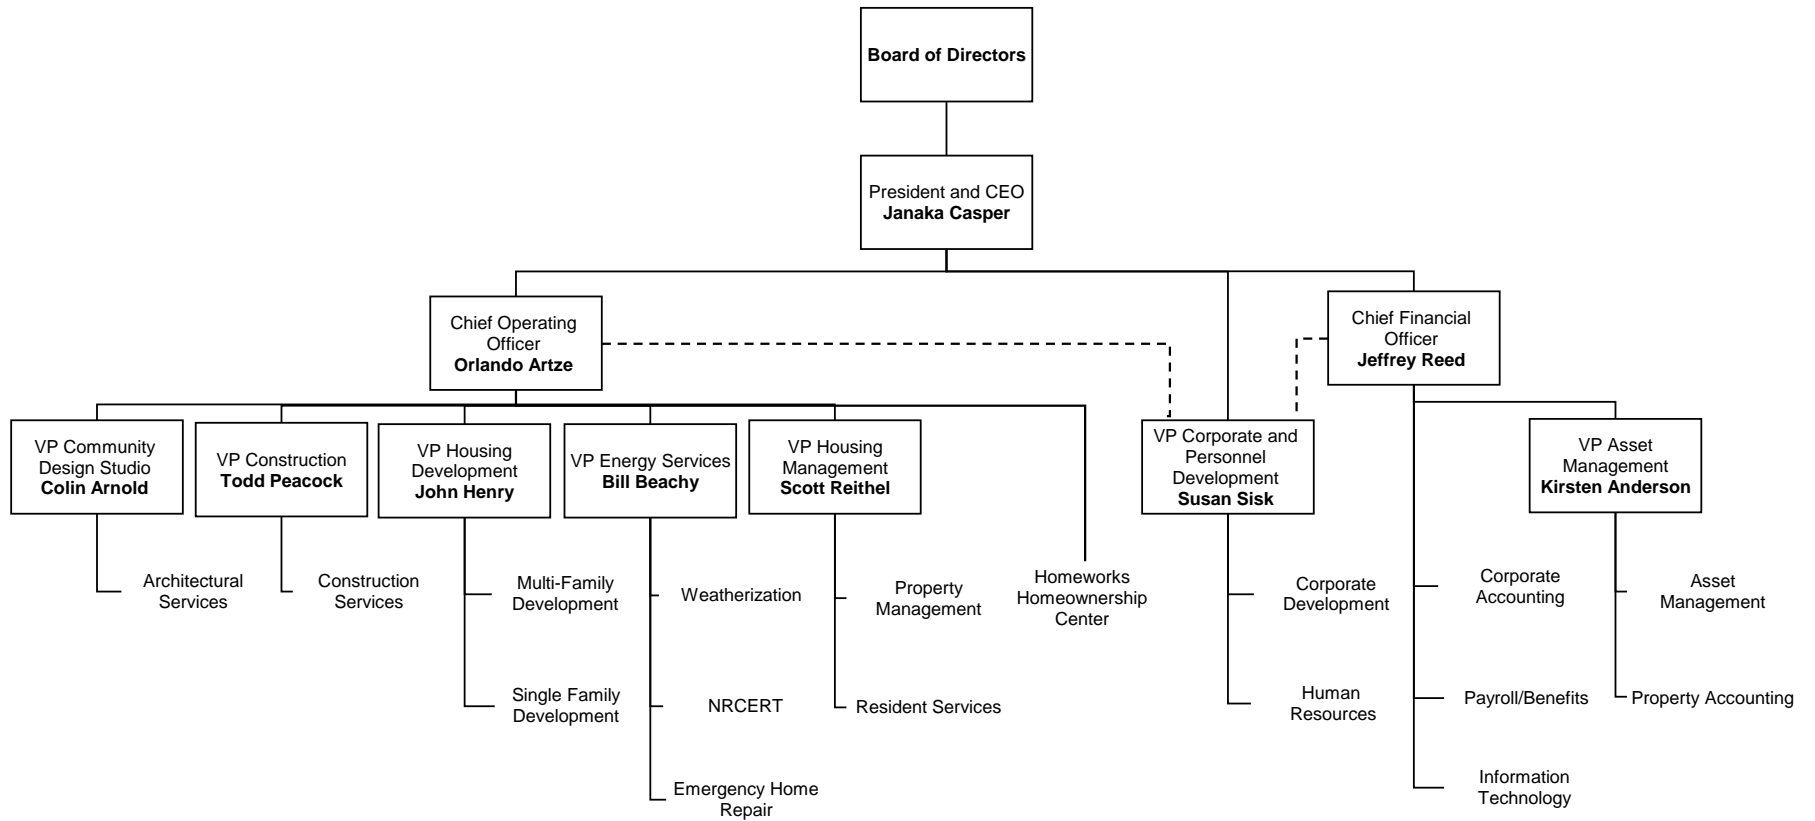 Board of Directors
President and CEO
Janaka Casper
Chief Operating
Officer
Orlando Artze
Chief Financial
Officer
Jeffrey Reed
VP Community
Design Studio
Colin Arnold
VP Construction
Todd Peacock
VP Housing
Development
John Henry
VP Energy Services
Bill Beachy
VP Housing
Management
Scott Reithel
VP Corporate and
Personnel
Development
Susan Sisk
VP Asset
Management
Kirsten Anderson
Architectural
Services
Construction
Services
Multi-Family
Development
Weatherization
Property
Management
Homeworks
Homeownership
Center
Corporate
Development
Corporate
Accounting
Asset
Management
Single Family
Development
NRCERT
Resident Services
Human
Resources
Payroll/Benefits
Property Accounting
Emergency Home
Repair
Information
Technology